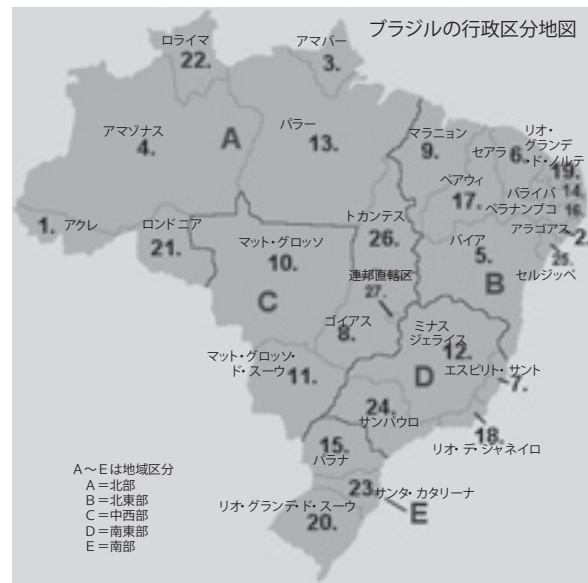 ブラジルの行政区分地図
ロライマ
22.
アマパー
3.
アマゾナス
4.
A
パラー
13.
マラニョン
9.
セアラ
6.
リオ・
グランデ
・ド・ノルテ
19.
ペアウィ
17.
パライバ
14.
ペラナンブコ
16.
アラゴアス
2.
25.
セルジッペ
1. アクレ
ロンドニア
21.
マット・グロッソ
10.
C
トカンテス
26.
バイア
5.
B
連邦直轄区
27.
ゴイアス
8.
ミナス
ジェライス
12.
D
エスピリト・サント
7.
マット・グロッソ・
ド・スーウ
11.
24.
サンパウロ
18.
リオ・デ・ジャネイロ
15.
パラナ
23. サンタ・カタリーナ
E
リオ・グランデ・ド・スーウ
20.
A～Eは地域区分
A＝北部
B＝北東部
C＝中西部
D＝南東部
E＝南部